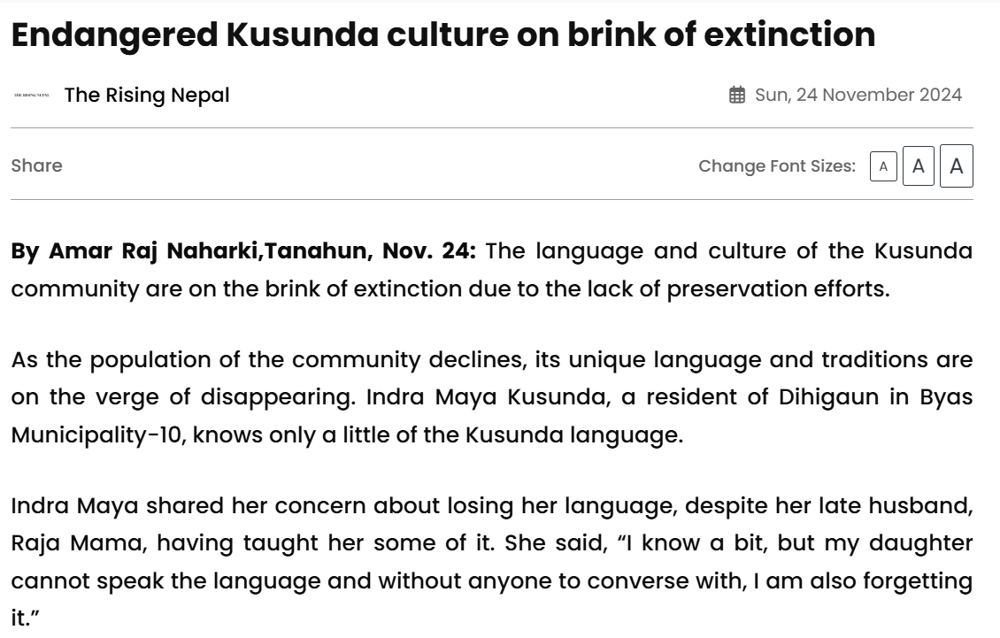 Endangered Kusunda culture on brink of extinction
THE RISING NEPAL
The Rising Nepal
Sun, 24 November 2024
Share
Change Font Sizes: A A A
By Amar Raj Naharki,Tanahun, Nov. 24: The language and culture of the Kusunda
community are on the brink of extinction due to the lack of preservation efforts.
As the population of the community declines, its unique language and traditions are
on the verge of disappearing. Indra Maya Kusunda, a resident of Dihigaun in Byas
Municipality-10, knows only a little of the Kusunda language.
Indra Maya shared her concern about losing her language, despite her late husband,
Raja Mama, having taught her some of it. She said, “I know a bit, but my daughter
cannot speak the language and without anyone to converse with, I am also forgetting
it.”